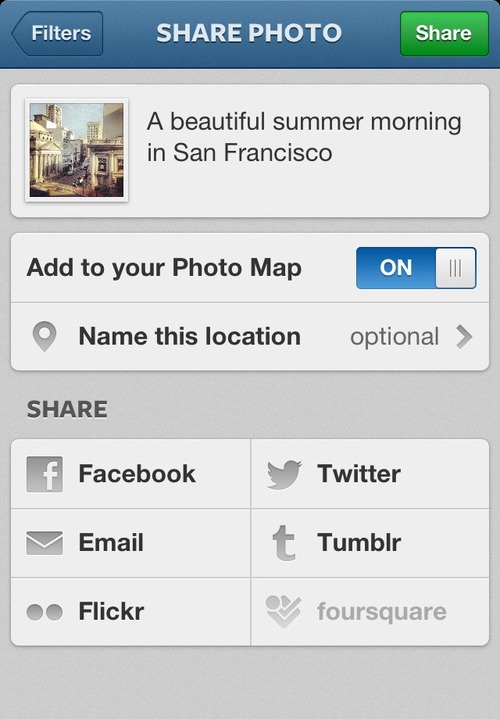 Filters SHARE PHOTO Share
A beautiful summer morning
in San Francisco
Add to your Photo Map ON
Name this location optional
SHARE
Facebook Twitter
Email Tumblr
Flickr foursquare